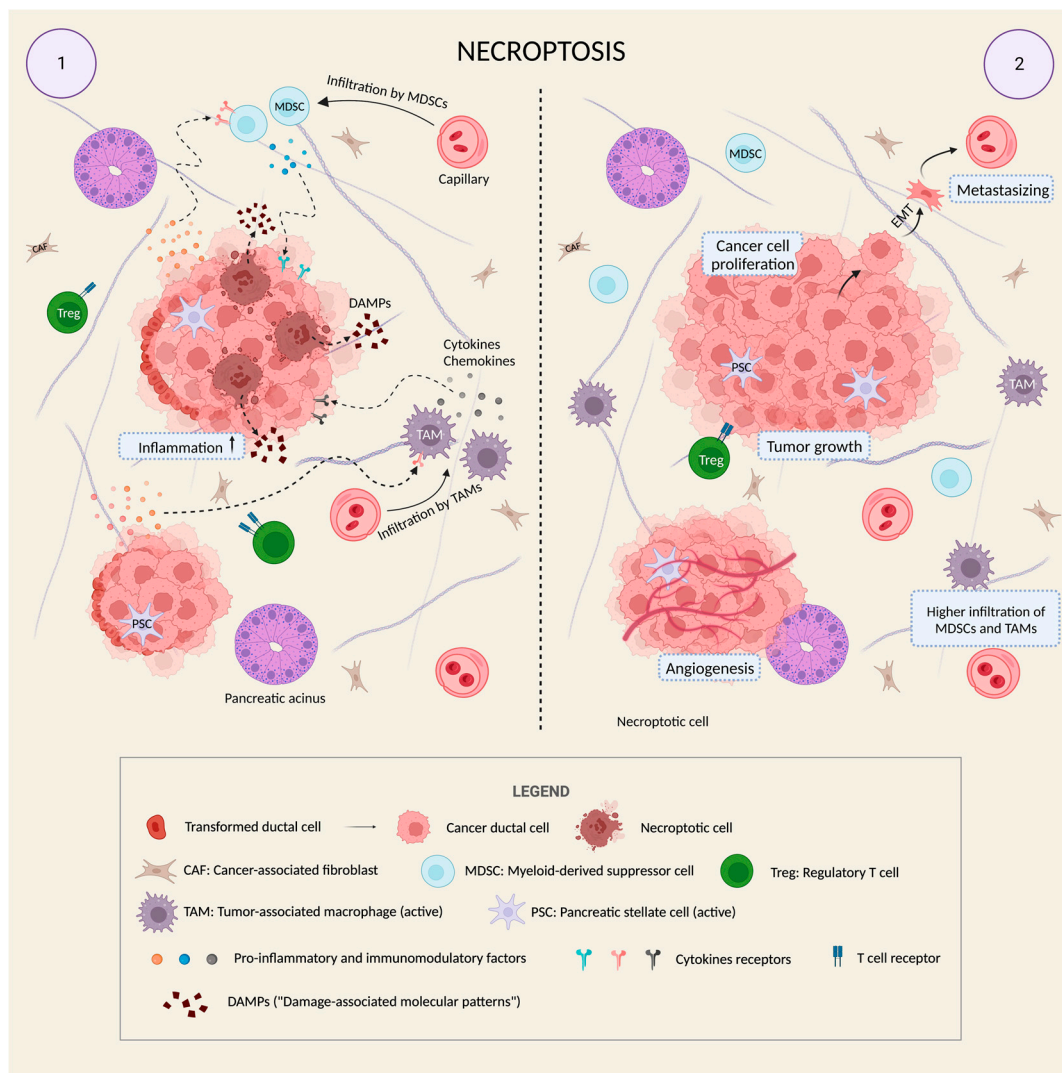 NECROPTOSIS
1
2
Infiltration by MDSCs
MDSC
Capillary
CAF
Treg
DAMPs
Cytokines
Chemokines
TAM
Inflammation ↑
Infiltration by TAMs
PSC
Pancreatic acinus
MDSC
Metastasizing
EMT
CAF
Cancer cell
proliferation
PSC
TAM
Treg
Tumor growth
Higher infiltration of
MDSCs and TAMs
Angiogenesis
Necroptotic cell
LEGEND
Transformed ductal cell
Cancer ductal cell
Necroptotic cell
CAF: Cancer-associated fibroblast
MDSC: Myeloid-derived suppressor cell
Treg: Regulatory T cell
TAM: Tumor-associated macrophage (active)
PSC: Pancreatic stellate cell (active)
Pro-inflammatory and immunomodulatory factors
Cytokines receptors
T cell receptor
DAMPs ("Damage-associated molecular patterns")